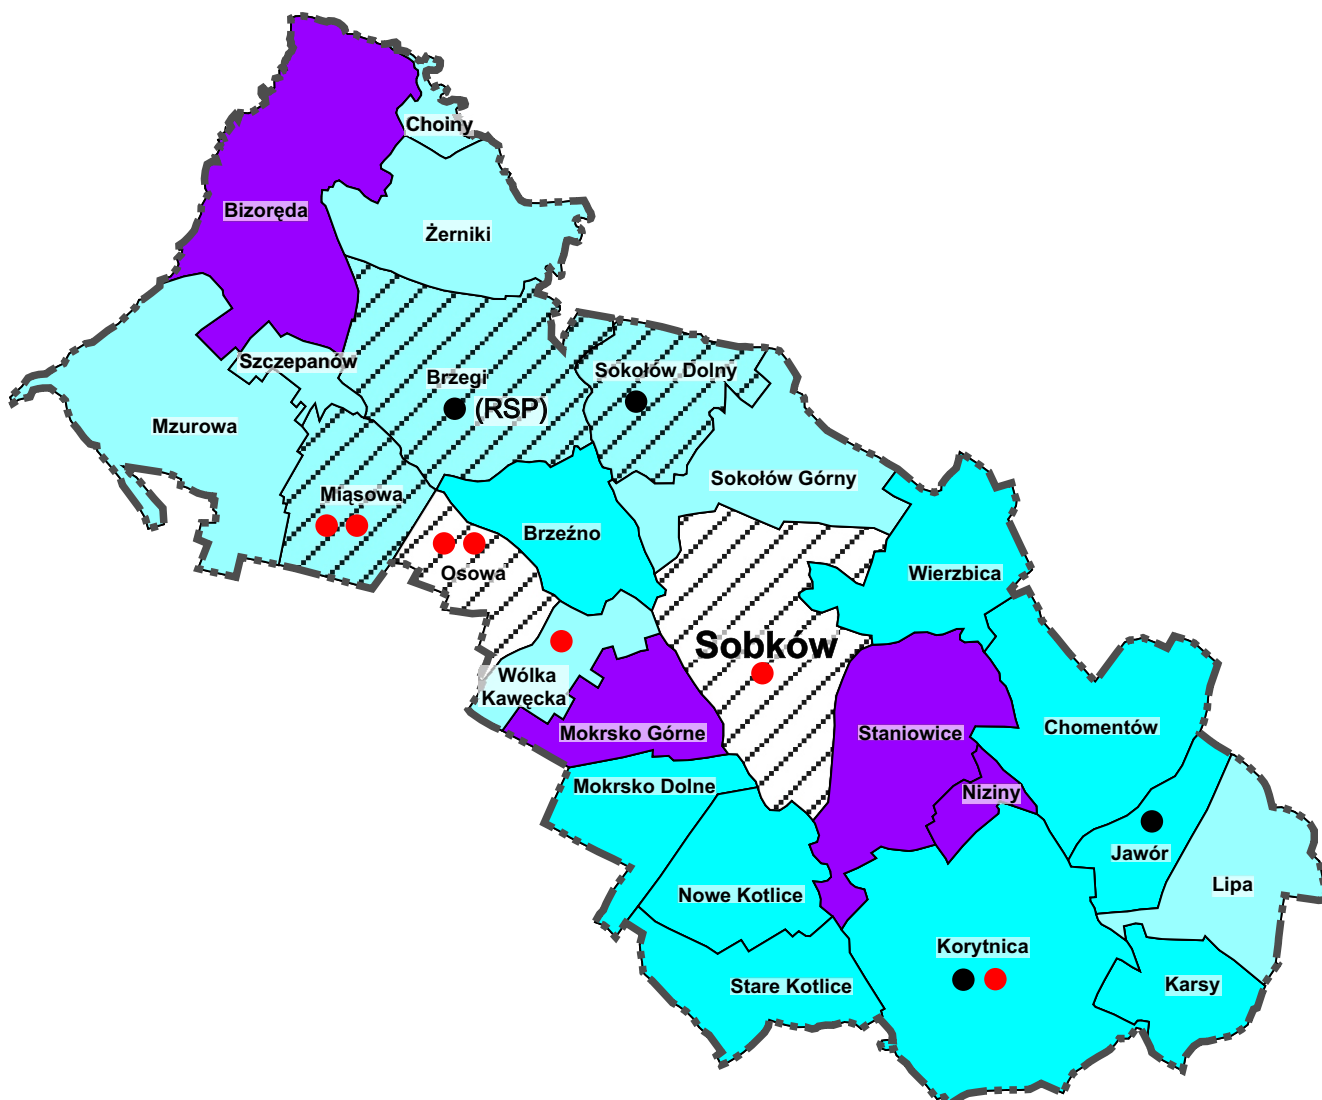 Choiny
Bizoręda
Żerniki
Szczepanów
Brzegi
Sokołów Dolny
(RSP)
Mzurowa
Sokołów Górny
Miąsowa
Brzeźno
Osowa
Wierzbica
Sobków
Wólka
Kawęcka
Mokrsko Górne
Staniowice
Chomentów
Mokrsko Dolne
Niziny
Jawór
Nowe Kotlice
Lipa
Korytnica
Stare Kotlice
Karsy